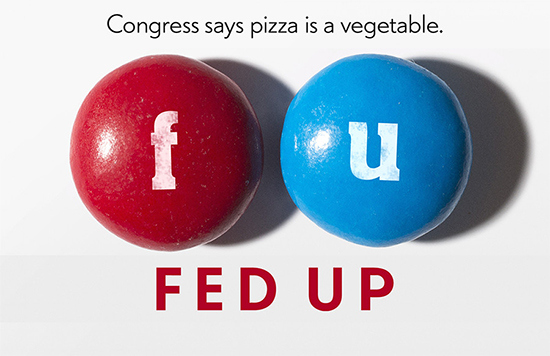 Congress says pizza is a vegetable.
f u
FED UP